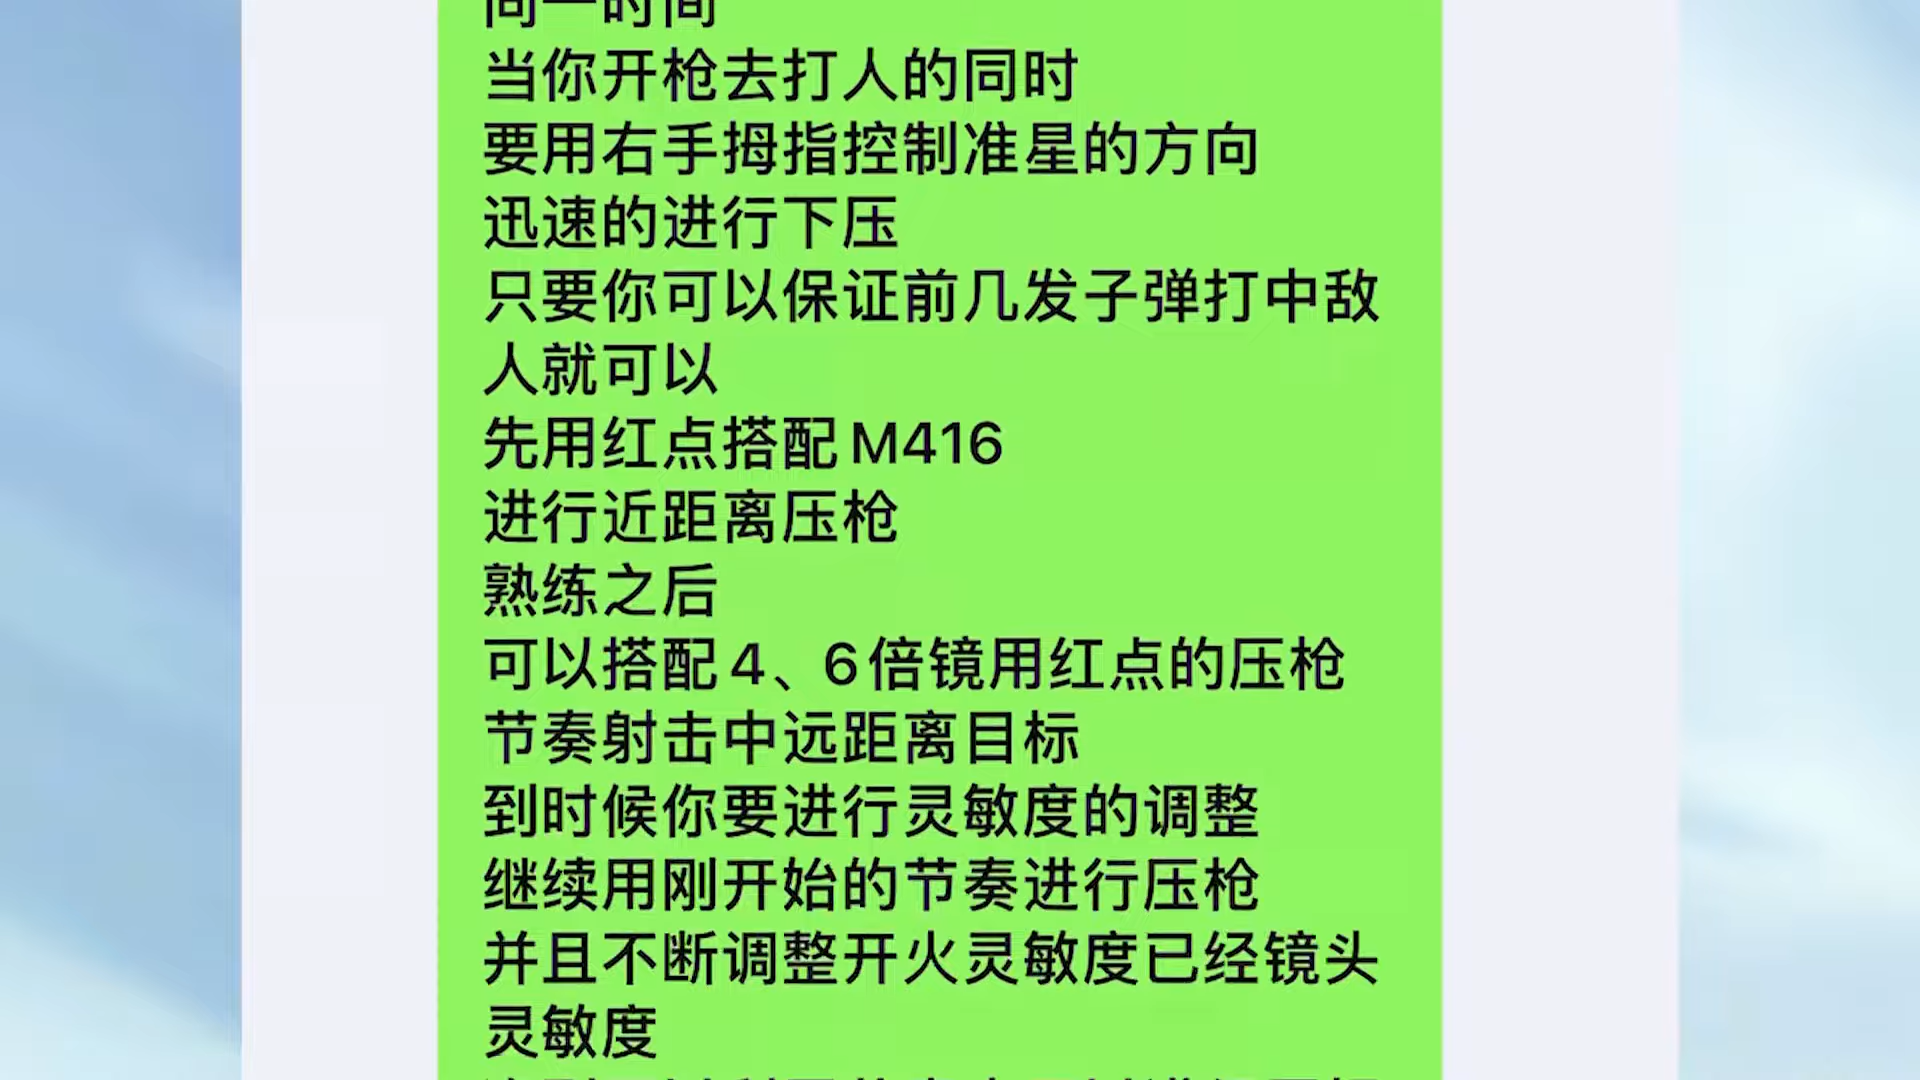 同一时间
当你开枪去打人的同时
要用右手拇指控制准星的方向
迅速的进行下压
只要你可以保证前几发子弹打中敌
人就可以
先用红点搭配M416
进行近距离压枪
熟练之后
可以搭配4、6倍镜用红点的压枪
节奏射击中远距离目标
到时候你要进行灵敏度的调整
继续用刚开始的节奏进行压枪
并且不断调整开火灵敏度已经镜头
灵敏度